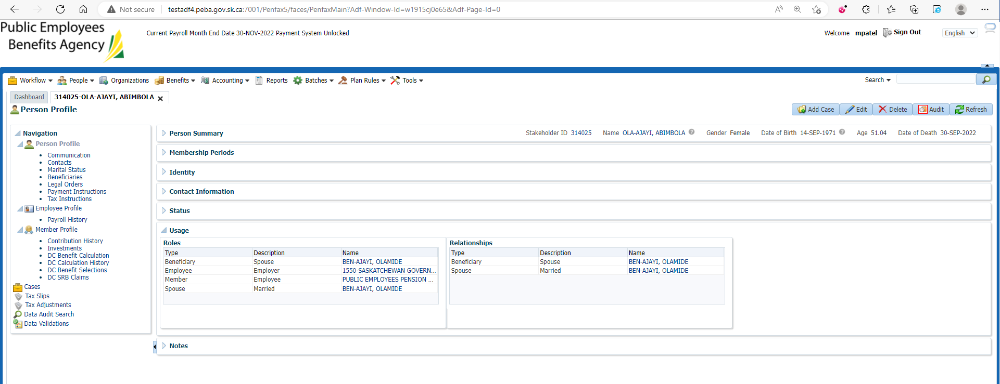 Not secure testadf4.peba.gov.sk.ca:7001/Penfax5/faces/PenfaxMain?Adf-Window-Id=w1915cj0e65&Adf-Page-Id=0
Public Employees
Benefits Agency
Current Payroll Month End Date 30-NOV-2022 Payment System Unlocked
Welcome mpatel Sign Out English
Workflow People Organizations Benefits Accounting Reports Batches Plan Rules Tools Search
Dashboard 314025-OLA-AJAYI, ABIMBOLA
Person Profile
Add Case Edit Delete Audit Refresh
Navigation
Person Profile
Communication
Contacts
Marital Status
Beneficiaries
Legal Orders
Payment Instructions
Tax Instructions
Employee Profile
Payroll History
Member Profile
Contribution History
Investments
DC Benefit Calculation
DC Calculation History
DC Benefit Selections
DC SRB Claims
Cases
Tax Slips
Tax Adjustments
Data Audit Search
Data Validations
Person Summary Stakeholder ID 314025 Name OLA-AJAYI, ABIMBOLA Gender Female Date of Birth 14-SEP-1971 Age 51.04 Date of Death 30-SEP-2022
Membership Periods
Identity
Contact Information
Status
Usage
Roles
Type Description Name
Beneficiary Spouse BEN-AJAYI, OLAMIDE
Employee Employer 1550-SASKATCHEWAN GOVERN...
Member Employee PUBLIC EMPLOYEES PENSION ...
Spouse Married BEN-AJAYI, OLAMIDE
Relationships
Type Description Name
Beneficiary Spouse BEN-AJAYI, OLAMIDE
Spouse Married BEN-AJAYI, OLAMIDE
Notes